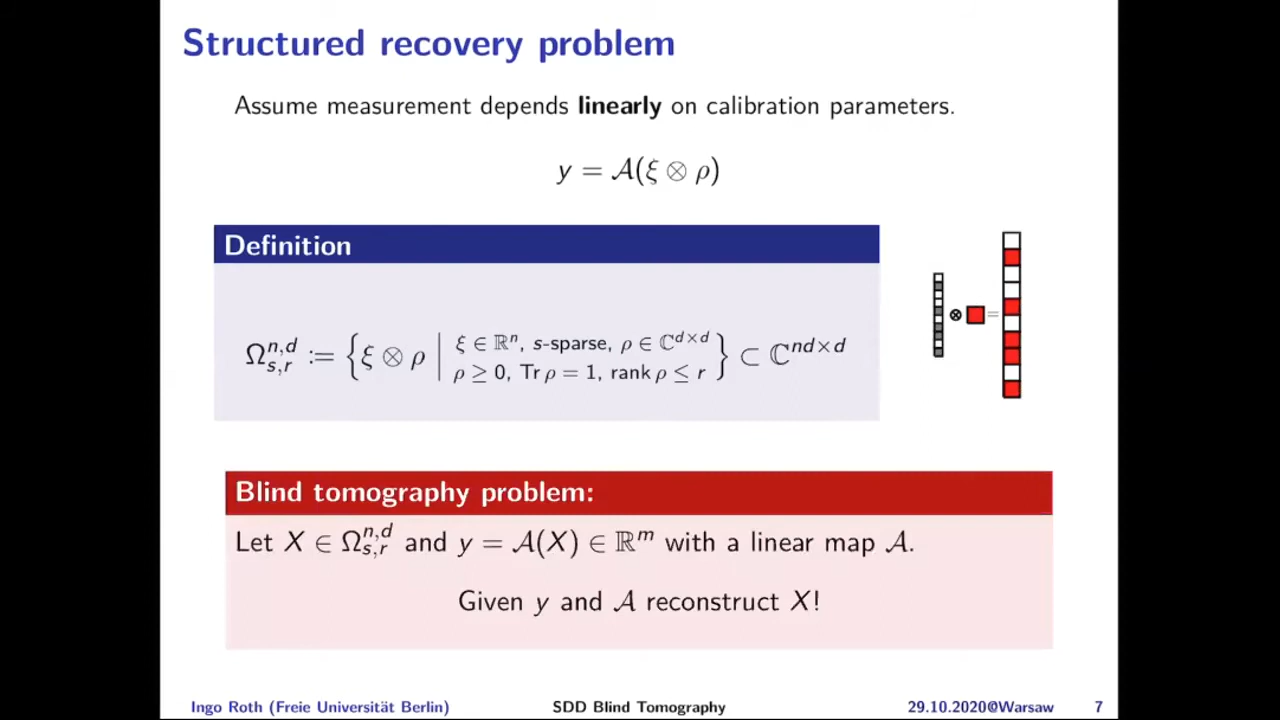 Structured recovery problem
Assume measurement depends linearly on calibration parameters.
y = 𝒜(ξ ⊗ ρ)
Definition
Ω^{n,d}_{s,r} := { ξ ⊗ ρ | ξ ∈ ℝ^n, s-sparse, ρ ∈ ℂ^{d×d}
ρ ≥ 0, Tr ρ = 1, rank ρ ≤ r } ⊂ ℂ^{nd×d}
⊗ =
Blind tomography problem:
Let X ∈ Ω^{n,d}_{s,r} and y = 𝒜(X) ∈ ℝ^m with a linear map 𝒜.
Given y and 𝒜 reconstruct X!
Ingo Roth (Freie Universität Berlin) SDD Blind Tomography 29.10.2020@Warsaw 7